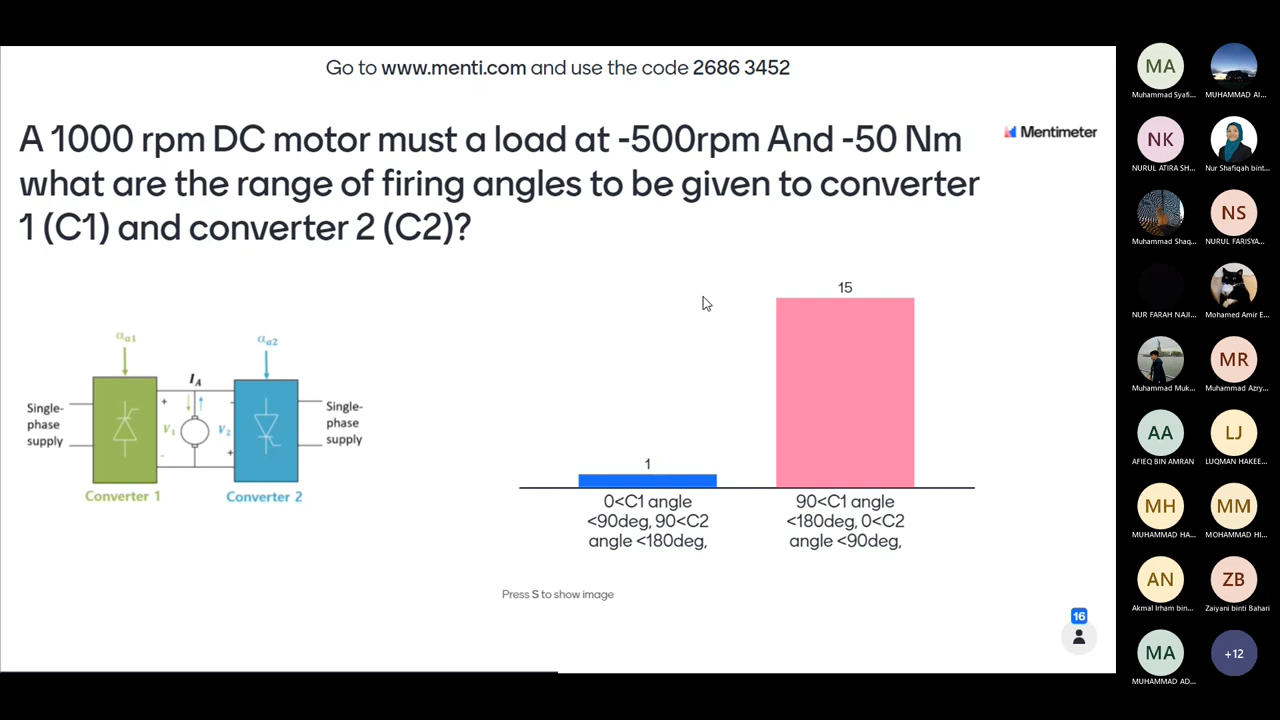 Go to www.menti.com and use the code 2686 3452
Mentimeter
A 1000 rpm DC motor must a load at -500rpm And -50 Nm
what are the range of firing angles to be given to converter
1 (C1) and converter 2 (C2)?
αa1
αa2
IA
Single-
phase
supply
+
V1
-
-
V2
+
Single-
phase
supply
Converter 1
Converter 2
1
15
0<C1 angle
<90deg, 90<C2
angle <180deg,
90<C1 angle
<180deg, 0<C2
angle <90deg,
Press S to show image
16
MA
Muhammad Syafi...
MUHAMMAD AI...
NK
NURUL ATIRA SH...
Nur Shafiqah bint...
Muhammad Shaq...
NS
NURUL FARISYA...
NUR FARAH NAJI...
Mohamed Amir E...
Muhammad Muk...
MR
Muhammad Azry...
AA
AFIEQ BIN AMRAN
LJ
LUQMAN HAKEE...
MH
MUHAMMAD HA...
MM
MOHAMMAD HI...
AN
Akmal Irham bin...
ZB
Zaiyani binti Bahari
MA
MUHAMMAD AD...
+12